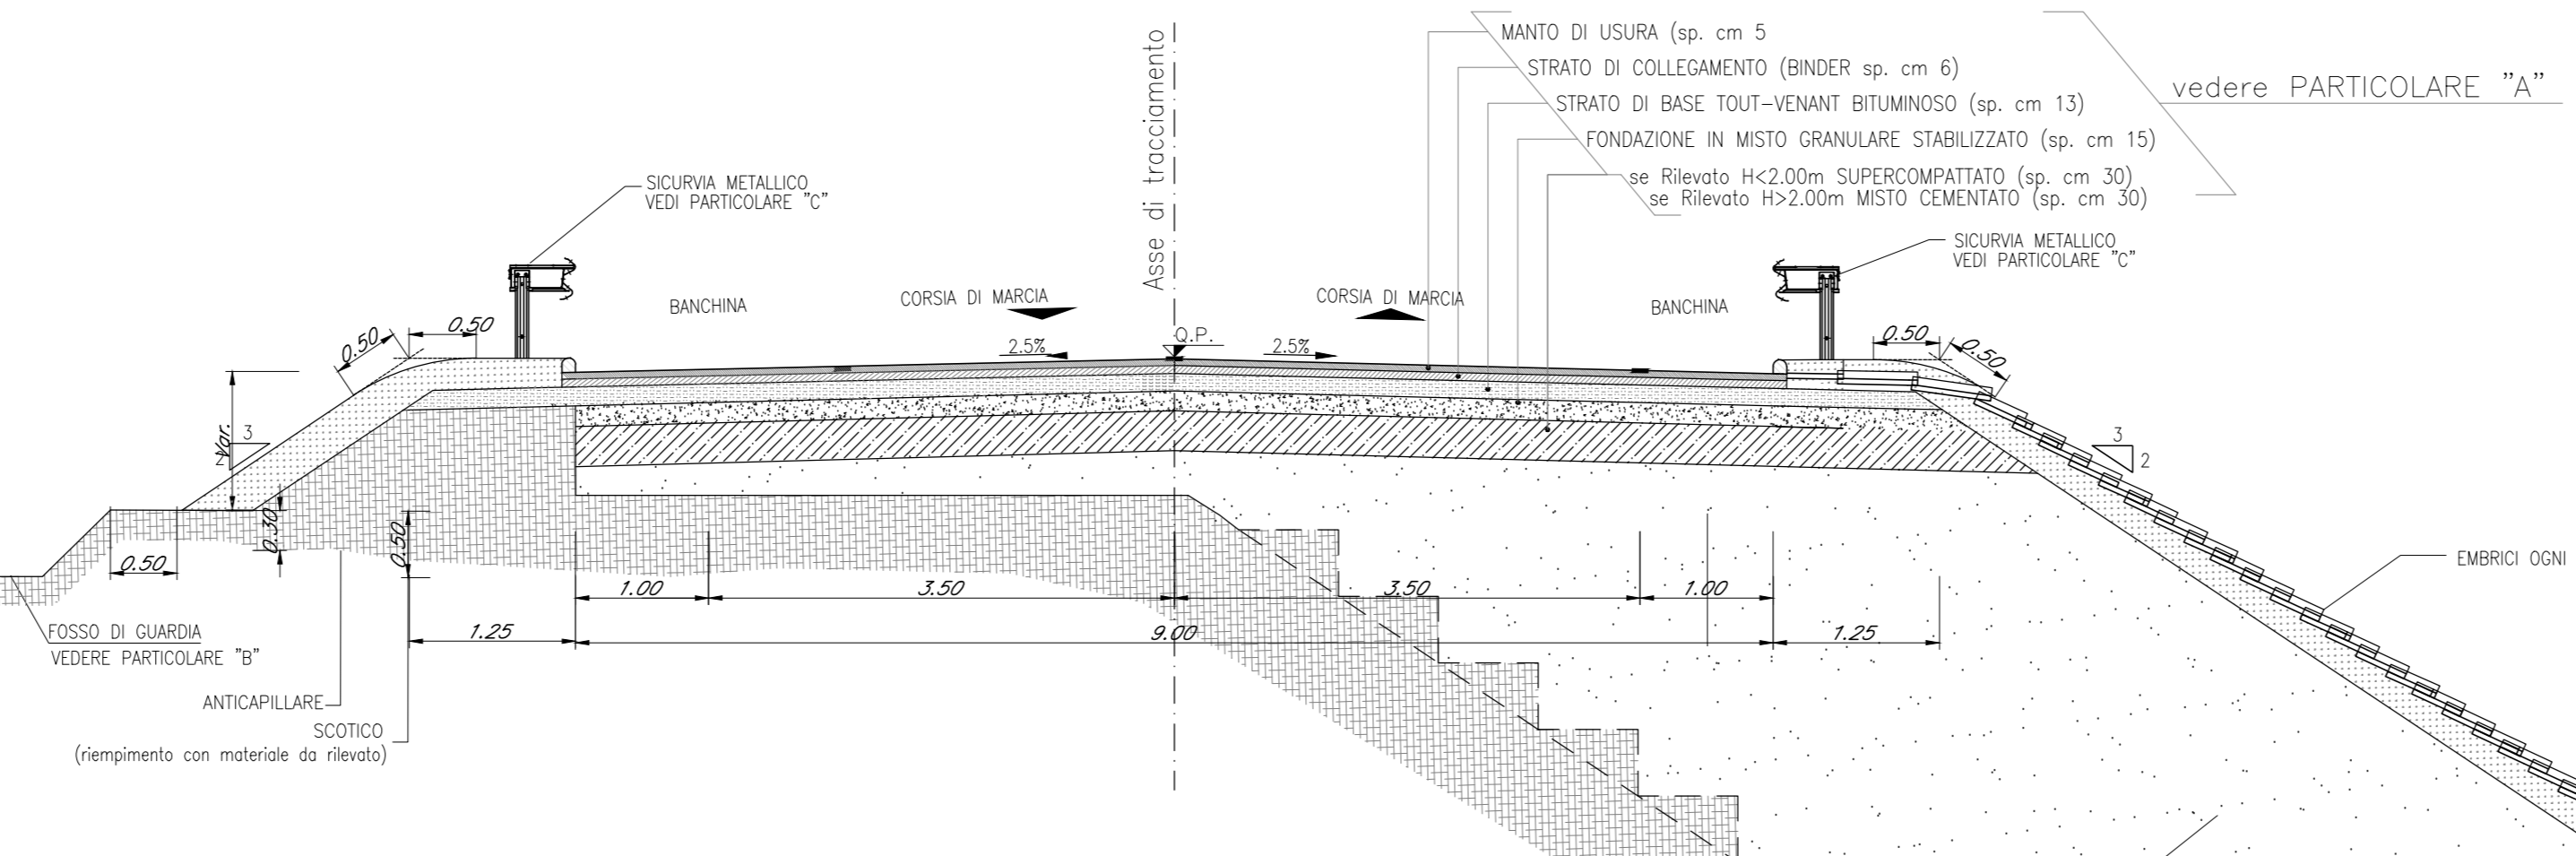 MANTO DI USURA (sp. cm 5
STRATO DI COLLEGAMENTO (BINDER sp. cm 6)
STRATO DI BASE TOUT-VENANT BITUMINOSO (sp. cm 13)
FONDAZIONE IN MISTO GRANULARE STABILIZZATO (sp. cm 15)
se Rilevato H<2.00m SUPERCOMPATTATO (sp. cm 30)
se Rilevato H>2.00m MISTO CEMENTATO (sp. cm 30)
vedere PARTICOLARE "A"
Asse di tracciamento
SICURVIA METALLICO
VEDI PARTICOLARE "C"
SICURVIA METALLICO
VEDI PARTICOLARE "C"
BANCHINA
CORSIA DI MARCIA
CORSIA DI MARCIA
BANCHINA
0.50
0.50
2.5%
Q.P.
2.5%
0.50
0.50
Var.
3
2
3
2
0.30
0.50
0.50
1.00
3.50
3.50
1.00
1.25
9.00
1.25
EMBRICI OGNI
FOSSO DI GUARDIA
VEDERE PARTICOLARE "B"
ANTICAPILLARE
SCOTICO
(riempimento con materiale da rilevato)